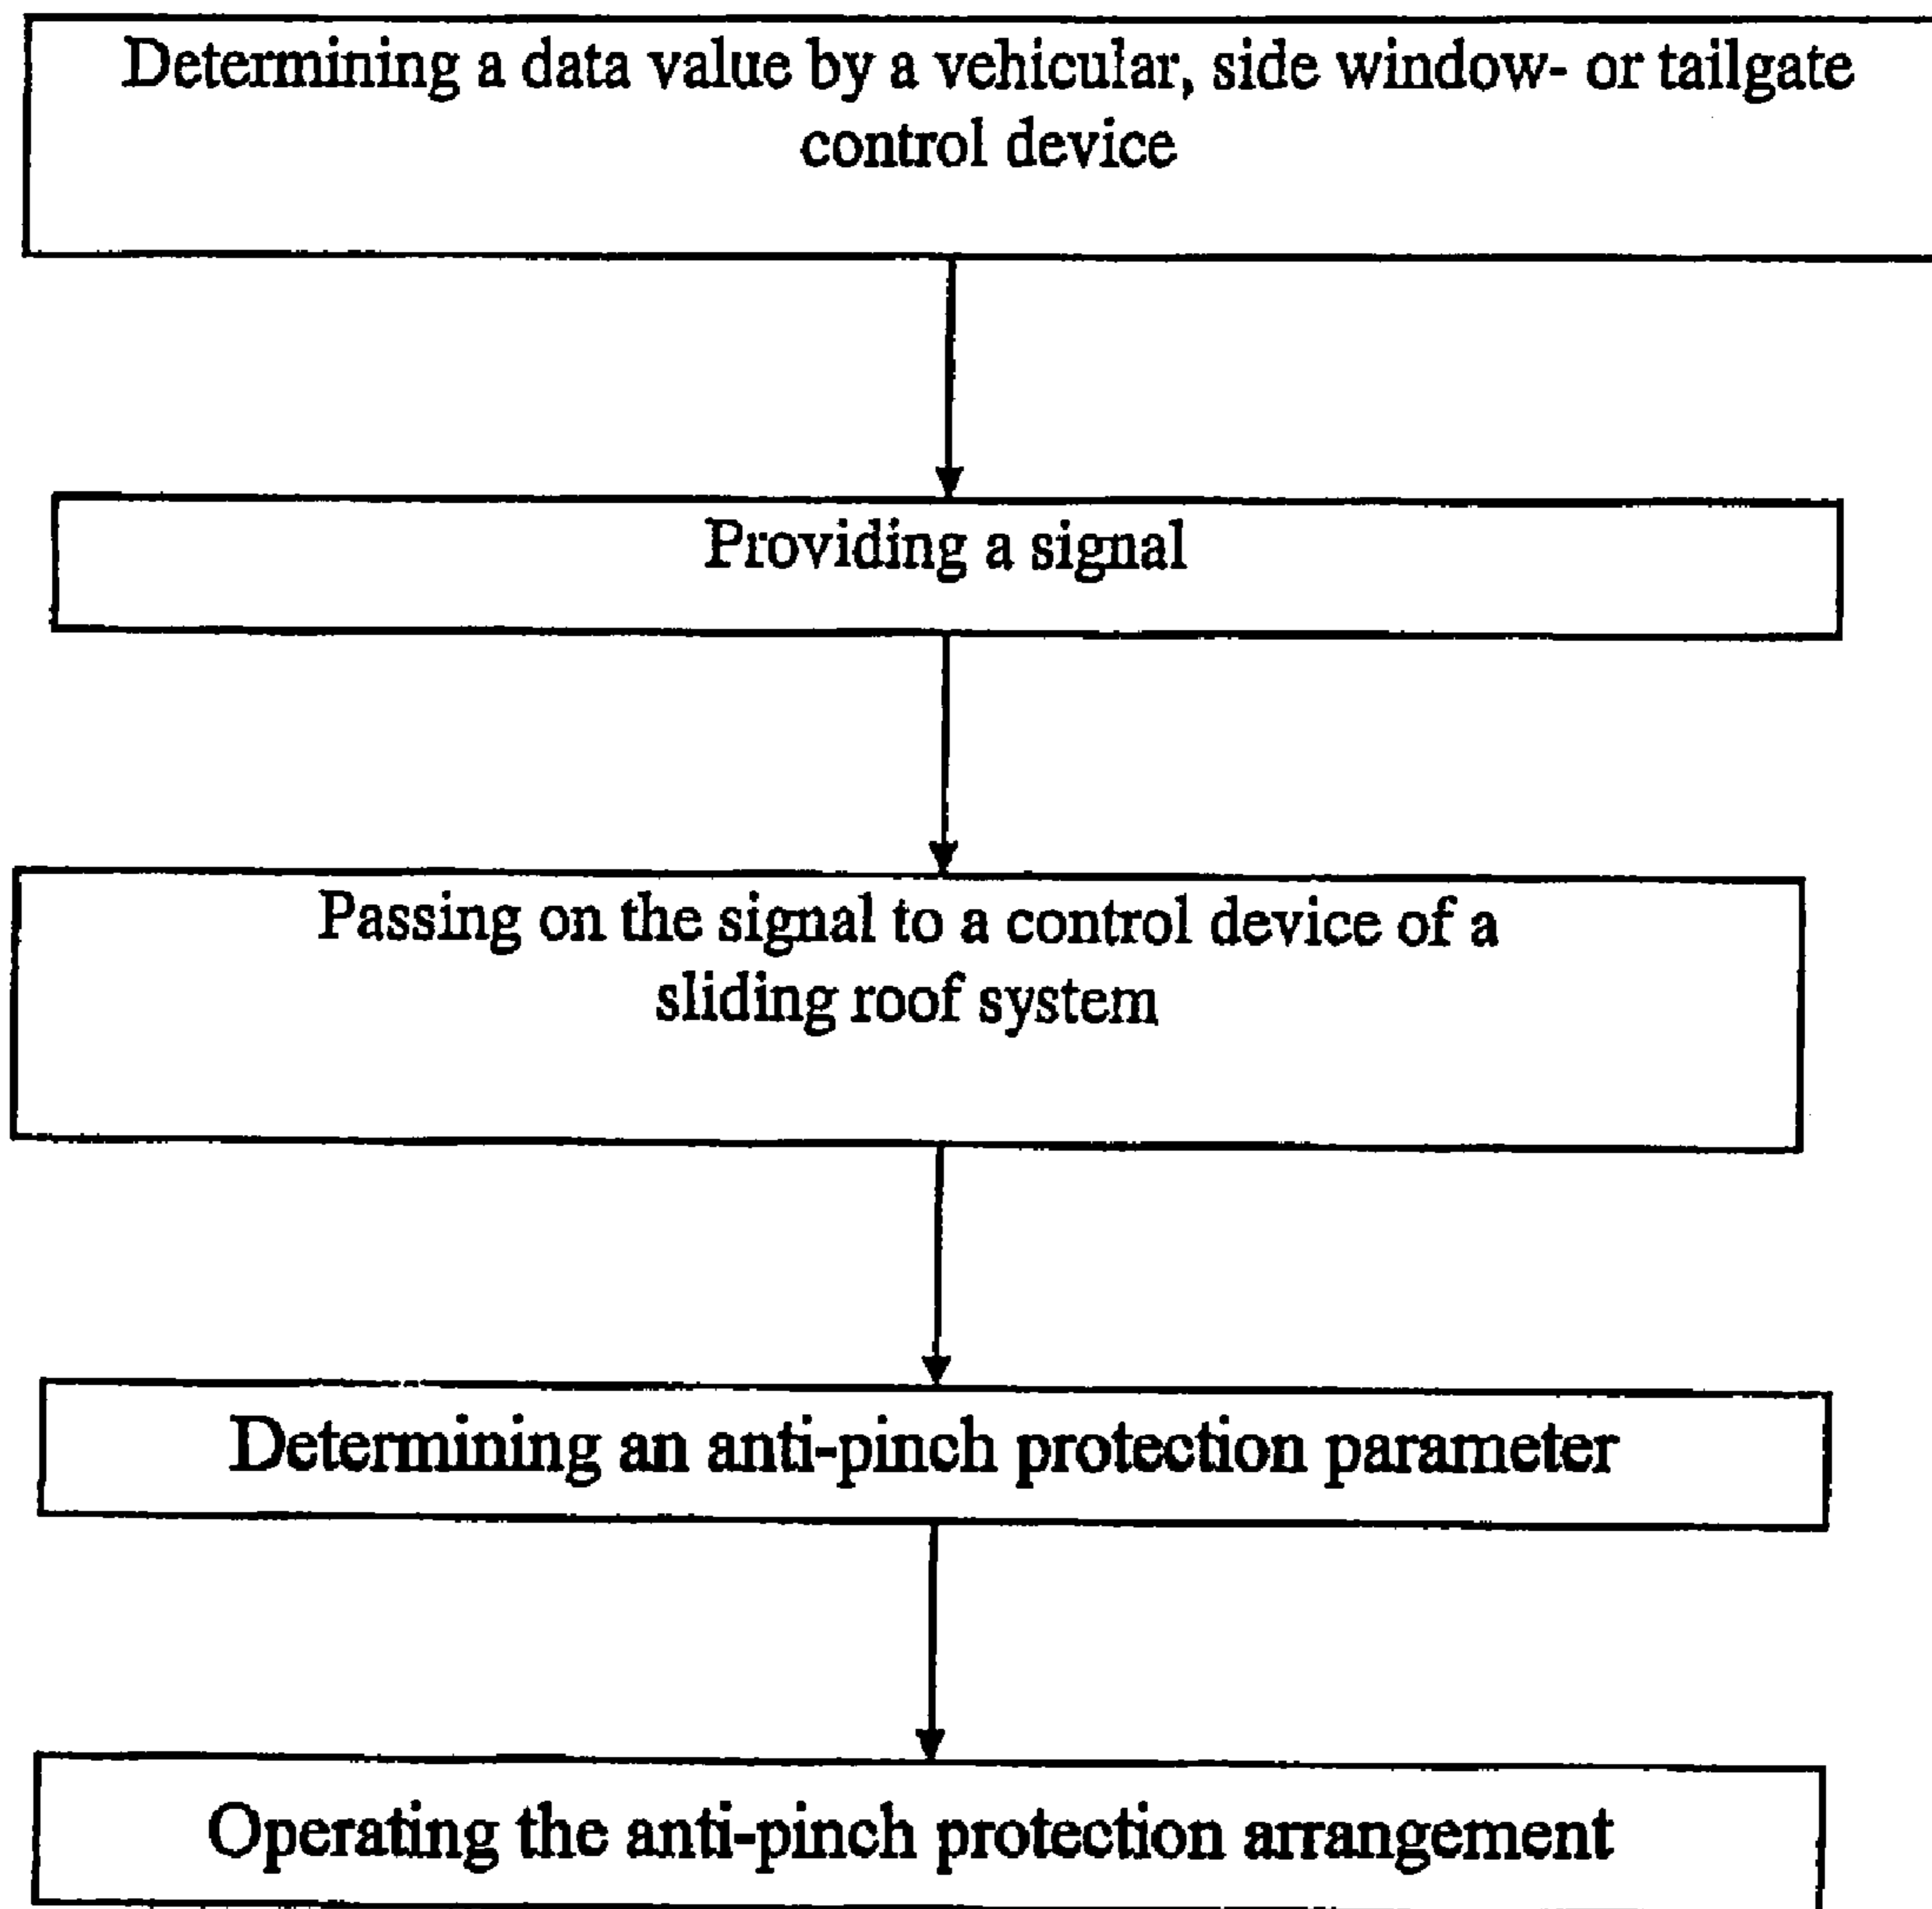 Determining a data value by a vehicular, side window- or tailgate
control device
Providing a signal
Passing on the signal to a control device of a
sliding roof system
Determining an anti-pinch protection parameter
Operating the anti-pinch protection arrangement